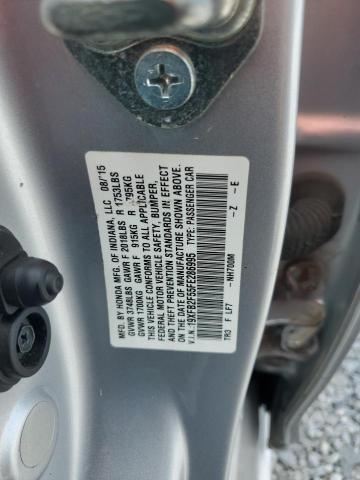 MFD. BY HONDA MFG. OF INDIANA, LLC 08/15
GVWR 3748LBS GAWR F 2018LBS R 1753LBS
GVWR 1700KG GAWR F 915KG R 795KG
THIS VEHICLE CONFORMS TO ALL APPLICABLE
FEDERAL MOTOR VEHICLE SAFETY, BUMPER,
AND THEFT PREVENTION STANDARDS IN EFFECT
ON THE DATE OF MANUFACTURE SHOWN ABOVE.
V.I.N.: 19XFB2F53FE286995 TYPE: PASSENGER CAR
TR3 F LF7 NH700M - Z - E